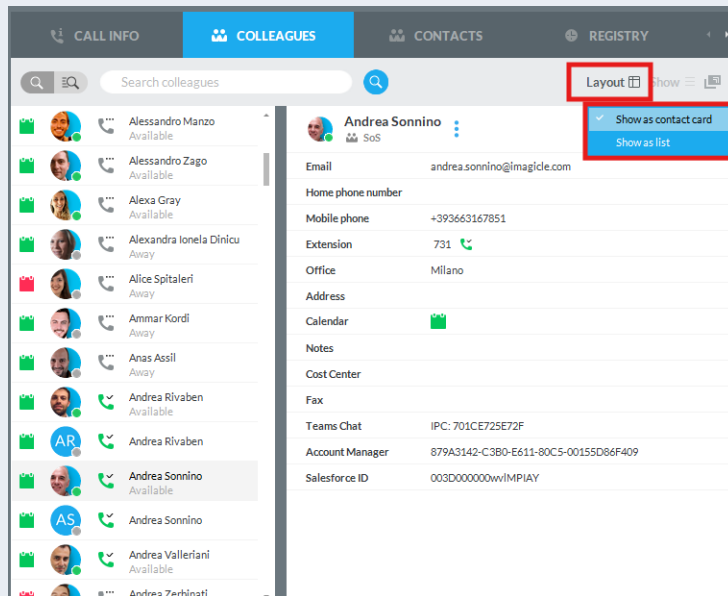 CALL INFO
COLLEAGUES
CONTACTS
REGISTRY
Search colleagues
Layout
Show
Show as contact card
Show as list
Alessandro Manzo
Available
Alessandro Zago
Available
Alexa Gray
Available
Alexandra Ionela Dinicu
Away
Alice Spitaleri
Away
Ammar Kordi
Away
Anas Assil
Away
Andrea Rivaben
Available
AR
Andrea Rivaben
Andrea Sonnino
Available
AS
Andrea Sonnino
Andrea Valleriani
Available
Andrea Zerbinati
Andrea Sonnino
SoS
Email andrea.sonnino@imagicle.com
Home phone number
Mobile phone +393663167851
Extension 731
Office Milano
Address
Calendar
Notes
Cost Center
Fax
Teams Chat IPC: 701CE725E72F
Account Manager 879A3142-C3B0-E611-80C5-00155D86F409
Salesforce ID 003D000000wvlMPIAY